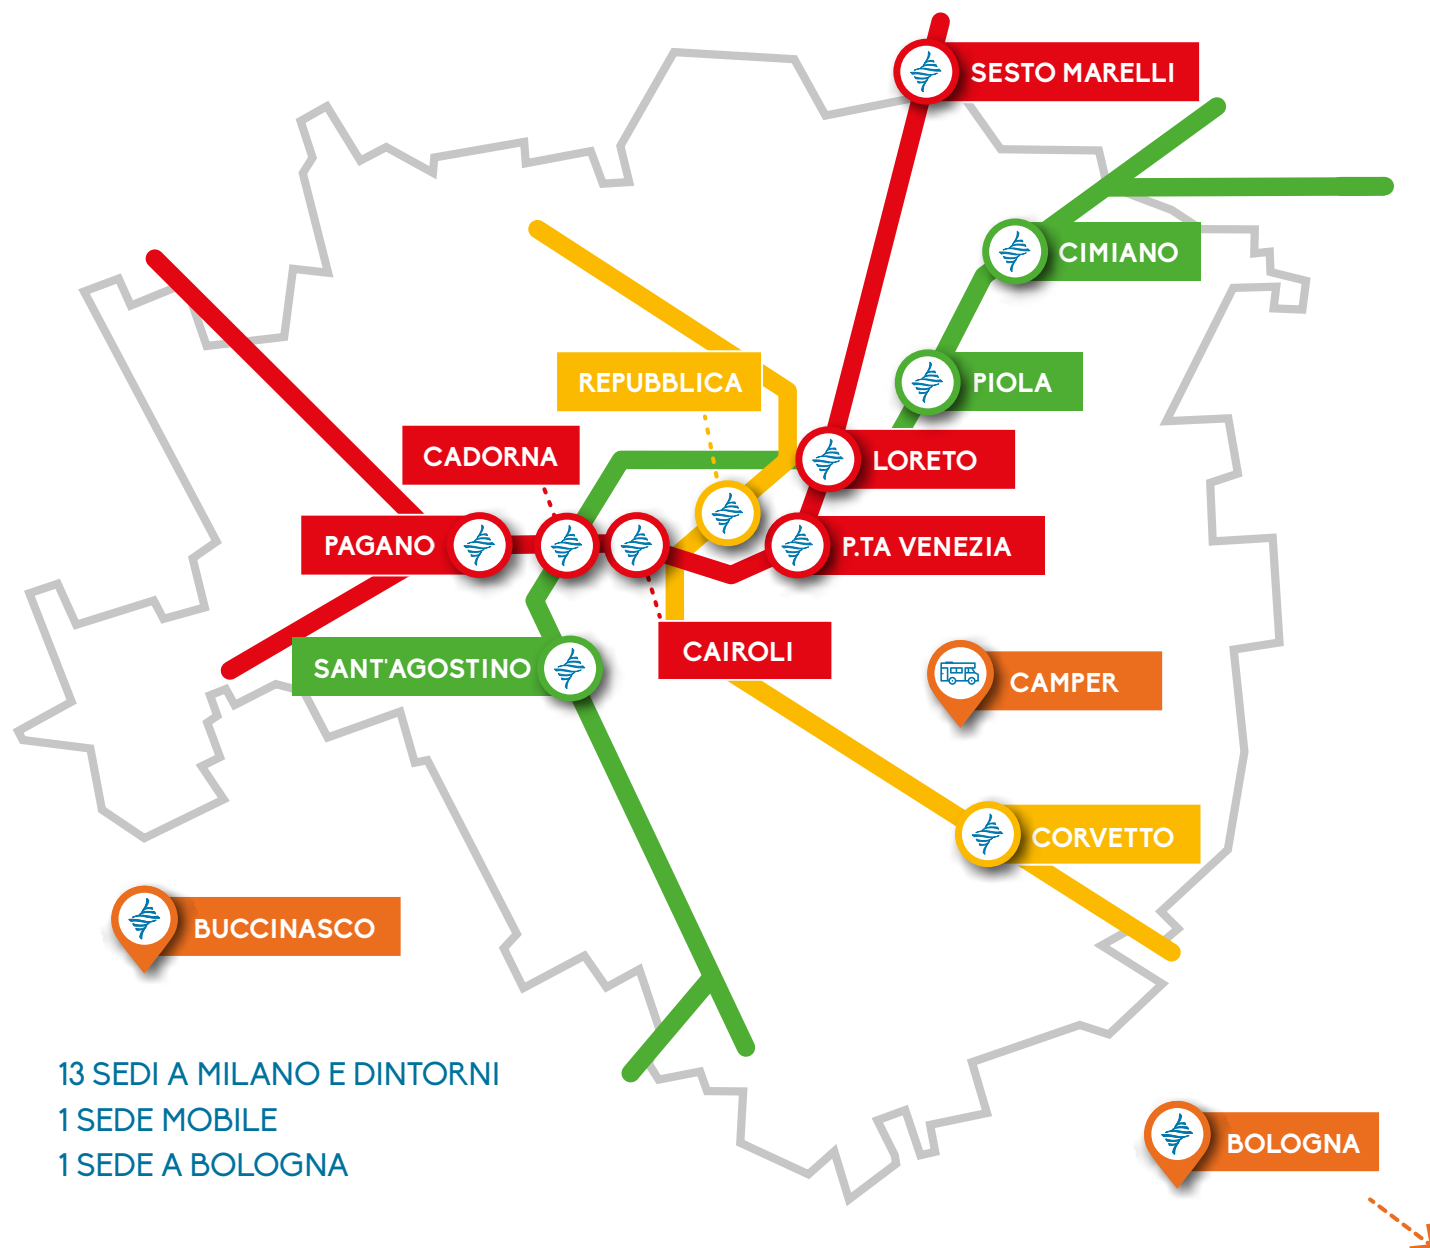 SESTO MARELLI
CIMIANO
REPUBBLICA
PIOLA
CADORNA
LORETO
PAGANO
P.TA VENEZIA
CAIROLI
SANT'AGOSTINO
CAMPER
CORVETTO
BUCCINASCO
13 SEDI A MILANO E DINTORNI
1 SEDE MOBILE
1 SEDE A BOLOGNA
BOLOGNA